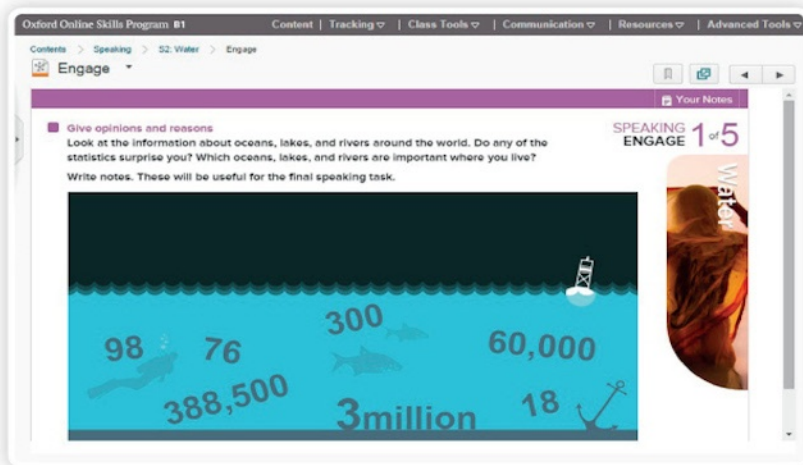 Oxford Online Skills Program B1
Content | Tracking | Class Tools | Communication | Resources | Advanced Tools
Contents > Speaking > S2: Water > Engage
Engage
Your Notes
Give opinions and reasons
Look at the information about oceans, lakes, and rivers around the world. Do any of the
statistics surprise you? Which oceans, lakes, and rivers are important where you live?
Write notes. These will be useful for the final speaking task.
SPEAKING
ENGAGE 1 of 5
Water
300
98
76
60,000
388,500
3million
18